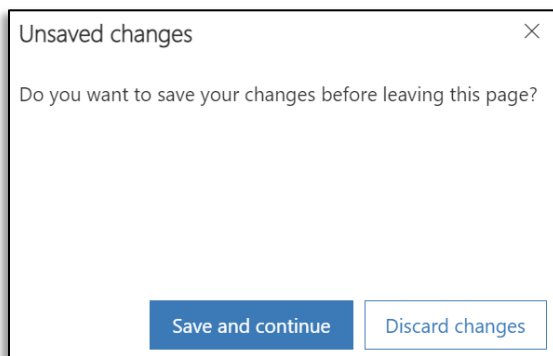 Unsaved changes
Do you want to save your changes before leaving this page?
Save and continue
Discard changes